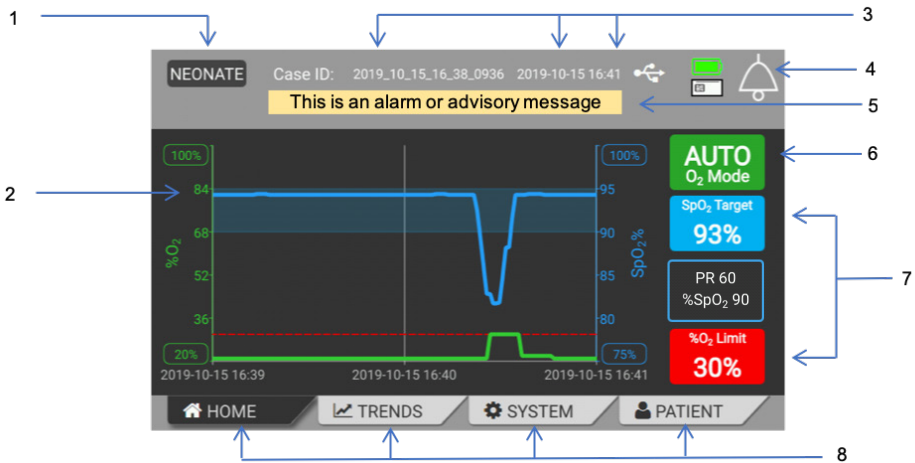 1
3
NEONATE
Case ID: 2019_10_15_16_38_0936 2019-10-15 16:41
4
This is an alarm or advisory message
5
100%
100%
AUTO
O₂ Mode
6
2
84
95
SpO₂ Target
93%
68
90
%O₂
SpO₂%
52
85
PR 60
%SpO₂ 90
7
36
80
%O₂ Limit
30%
20%
75%
2019-10-15 16:39
2019-10-15 16:40
2019-10-15 16:41
HOME
TRENDS
SYSTEM
PATIENT
8